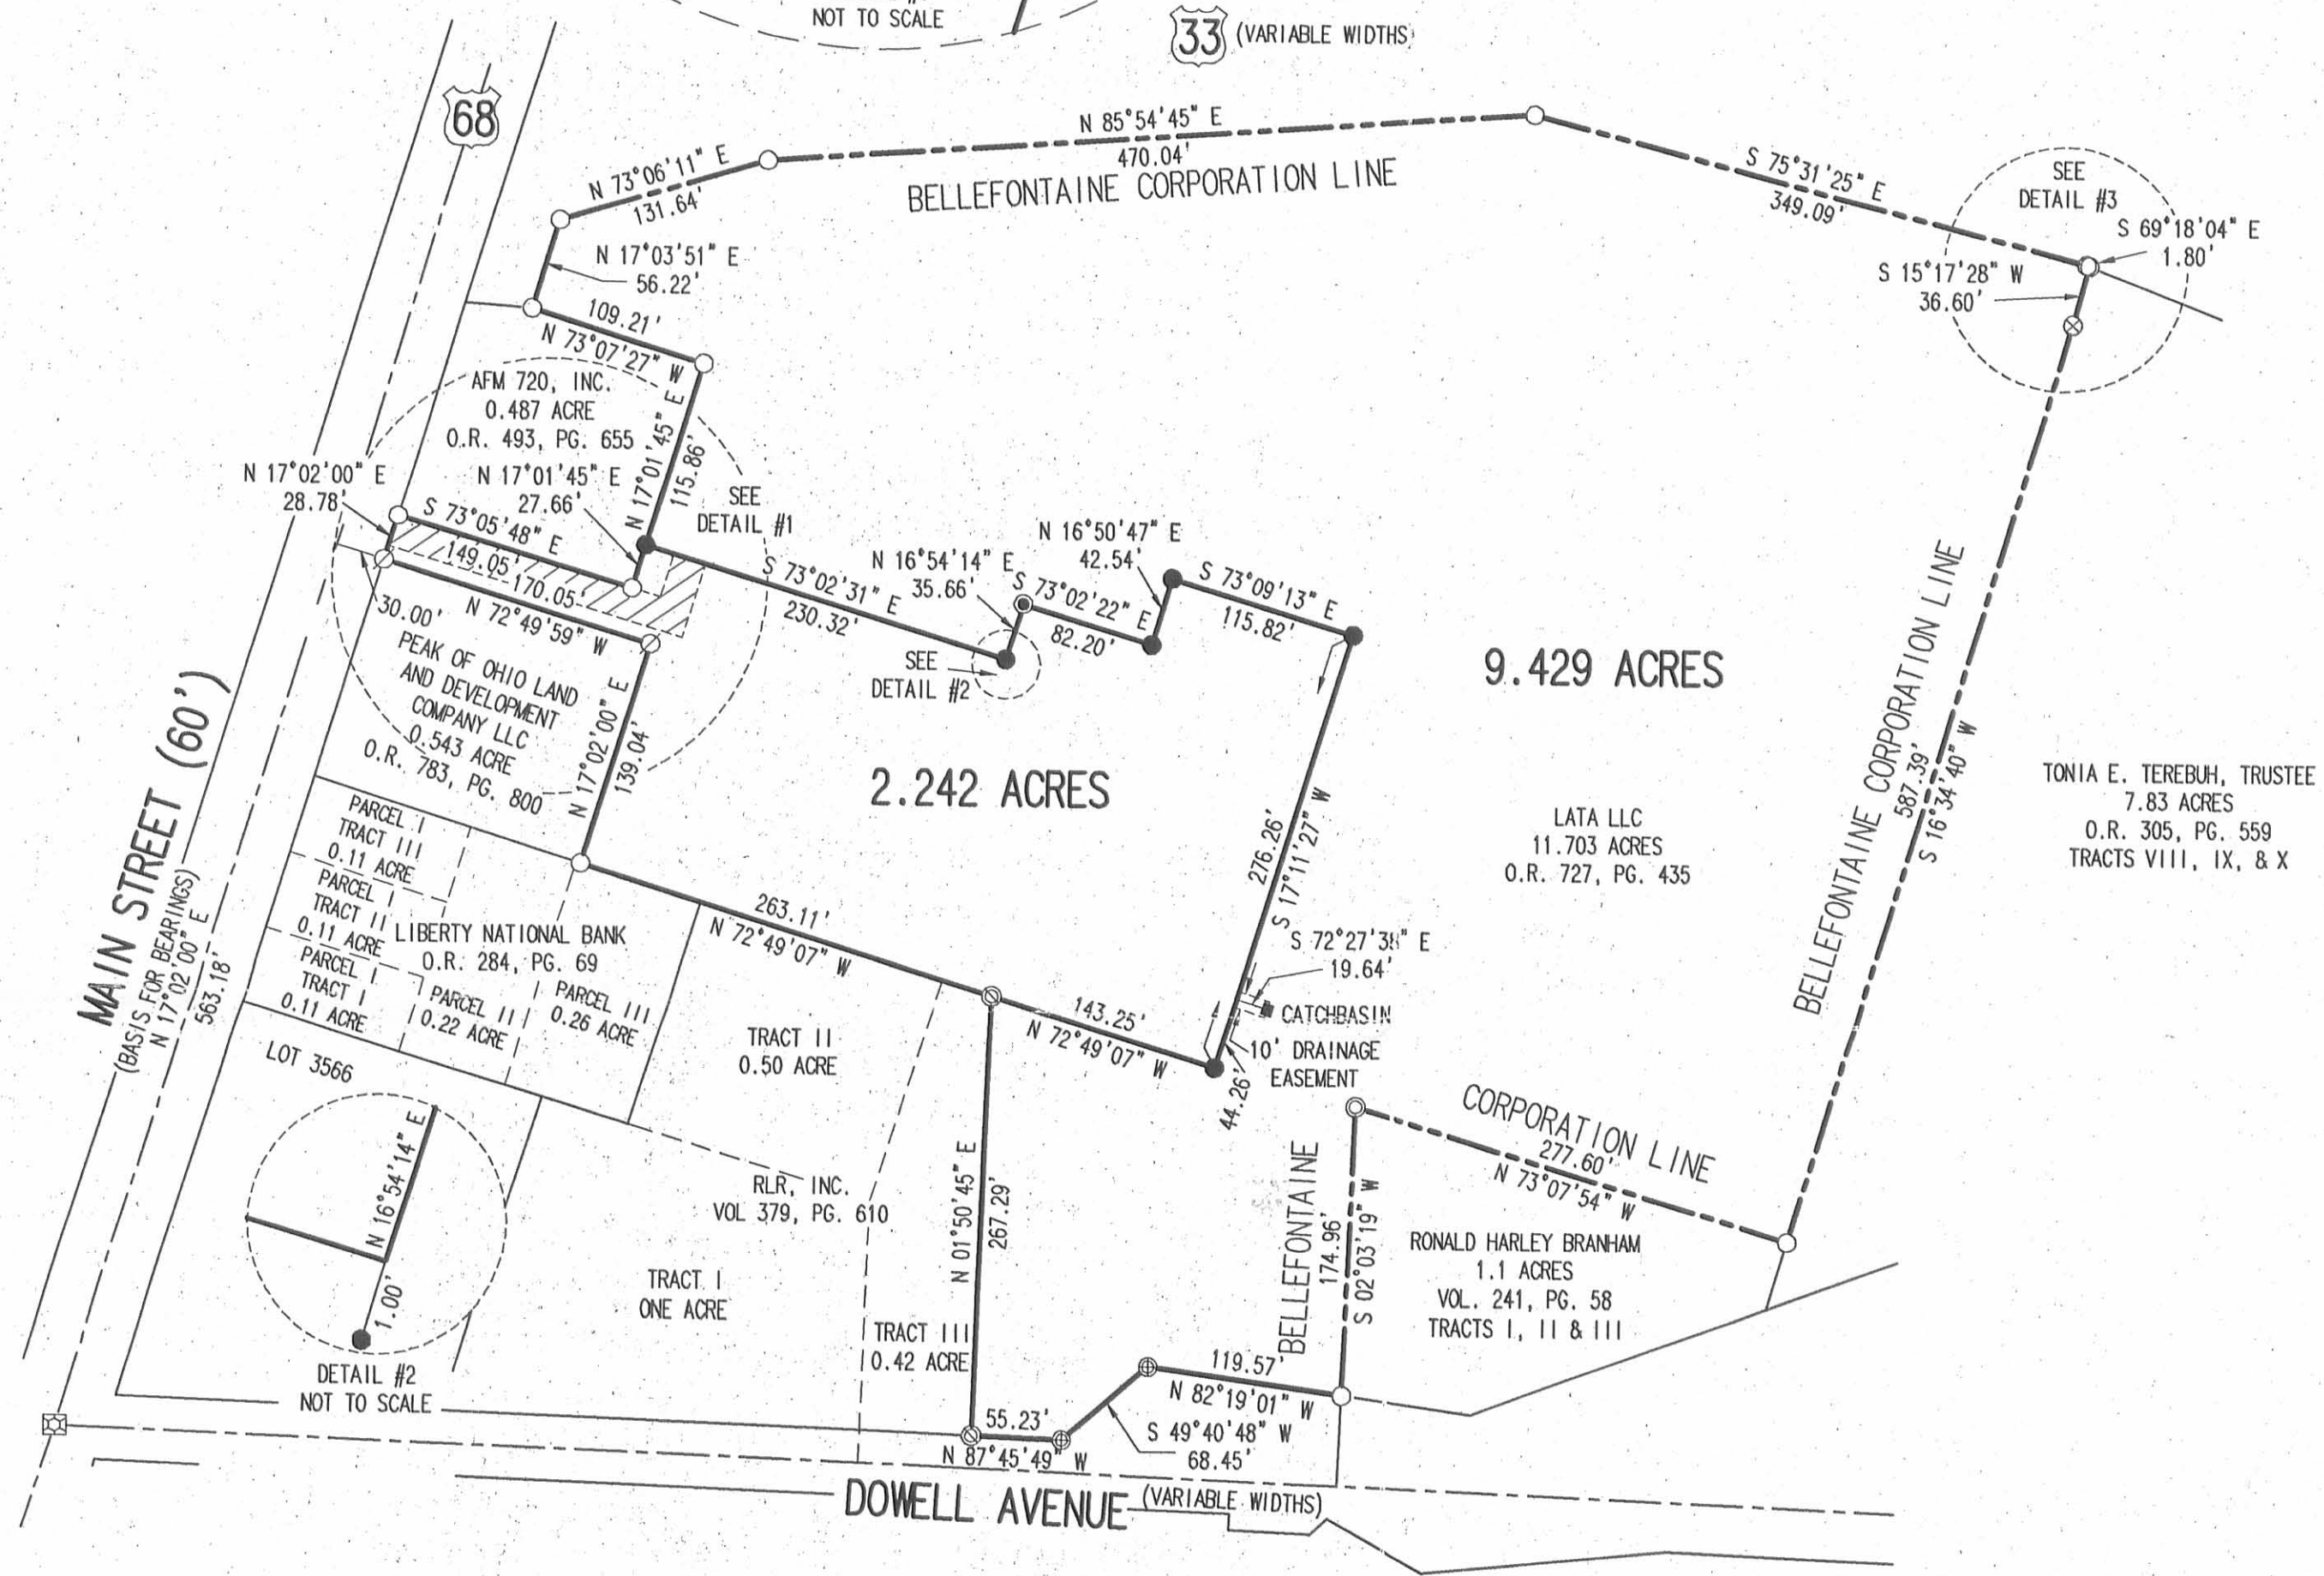 NOT TO SCALE
33 (VARIABLE WIDTHS)
68
N 85°54'45" E
470.04'
BELLEFONTAINE CORPORATION LINE
N 73°06'11" E
131.64'
S 75°31'25" E
349.09'
SEE
DETAIL #3
S 69°18'04" E
1.80'
S 15°17'28" W
36.60'
N 17°03'51" E
56.22'
109.21'
N 73°07'27" W
AFM 720, INC.
0.487 ACRE
O.R. 493, PG. 655
N 17°01'45" E
115.86'
N 17°02'00" E
28.78'
N 17°01'45" E
27.66'
SEE
DETAIL #1
S 73°05'48" E
149.05'
170.05'
N 72°49'59" W
30.00'
S 73°02'31" E
230.32'
N 16°54'14" E
35.66'
S 73°02'22" E
82.20'
N 16°50'47" E
42.54'
S 73°09'13" E
115.82'
SEE
DETAIL #2
PEAK OF OHIO LAND
AND DEVELOPMENT
COMPANY LLC
0.543 ACRE
O.R. 783, PG. 800
N 17°02'00" E
139.04'
2.242 ACRES
9.429 ACRES
LATA LLC
11.703 ACRES
O.R. 727, PG. 435
276.26'
S 17°11'27" W
BELLEFONTAINE CORPORATION LINE
587.39'
S 16°34'40" W
TONIA E. TEREBUH, TRUSTEE
7.83 ACRES
O.R. 305, PG. 559
TRACTS VIII, IX, & X
MAIN STREET (60')
(BASIS FOR BEARINGS)
N 17°02'00" E
563.18'
PARCEL I
TRACT III
0.11 ACRE
PARCEL I
TRACT II
0.11 ACRE
PARCEL I
TRACT I
0.11 ACRE
LIBERTY NATIONAL BANK
O.R. 284, PG. 69
PARCEL II
0.22 ACRE
PARCEL III
0.26 ACRE
263.11'
N 72°49'07" W
143.25'
N 72°49'07" W
S 72°27'38" E
19.64'
CATCHBASIN
10' DRAINAGE
EASEMENT
44.26'
TRACT II
0.50 ACRE
LOT 3566
N 16°54'14" E
1.00'
DETAIL #2
NOT TO SCALE
RLR, INC.
VOL 379, PG. 610
TRACT I
ONE ACRE
TRACT III
0.42 ACRE
N 01°50'45" E
267.29'
BELLEFONTAINE
174.96'
S 02°03'19" W
CORPORATION LINE
277.60'
N 73°07'54" W
RONALD HARLEY BRANHAM
1.1 ACRES
VOL. 241, PG. 58
TRACTS I, II & III
119.57'
N 82°19'01" W
S 49°40'48" W
68.45'
55.23'
N 87°45'49" W
DOWELL AVENUE (VARIABLE WIDTHS)